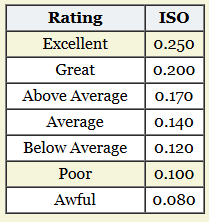 Rating ISO
Excellent 0.250
Great 0.200
Above Average 0.170
Average 0.140
Below Average 0.120
Poor 0.100
Awful 0.080